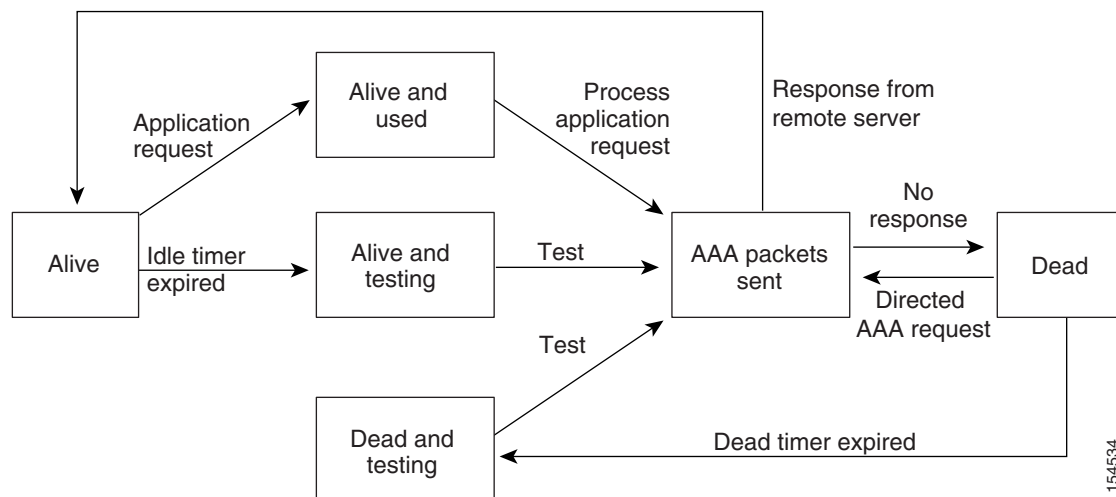 Alive and
used
Application
request
Process
application
request
Response from
remote server
Alive
Idle timer
expired
Alive and
testing
Test
AAA packets
sent
No
response
Dead
Directed
AAA request
Test
Dead and
testing
Dead timer expired
154534